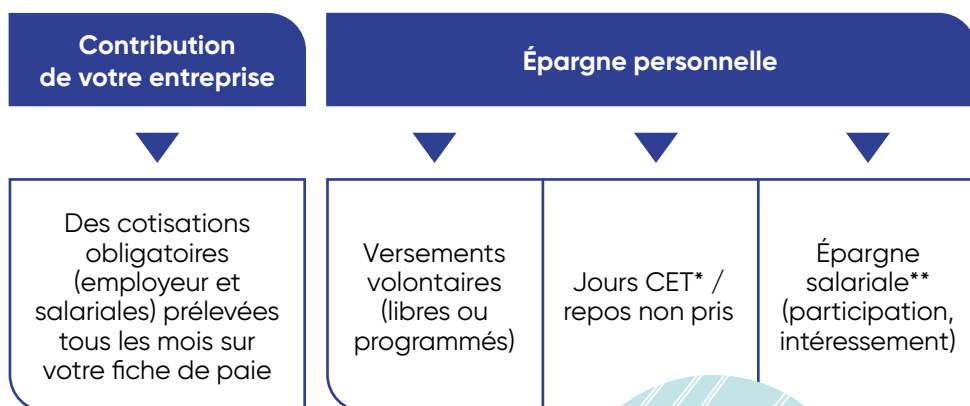 Contribution
de votre entreprise
Épargne personnelle
Des cotisations
obligatoires
(employeur et
salariales) prélevées
tous les mois sur
votre fiche de paie
Versements
volontaires
(libres ou
programmés)
Jours CET* /
repos non pris
Épargne
salariale**
(participation,
intéressement)